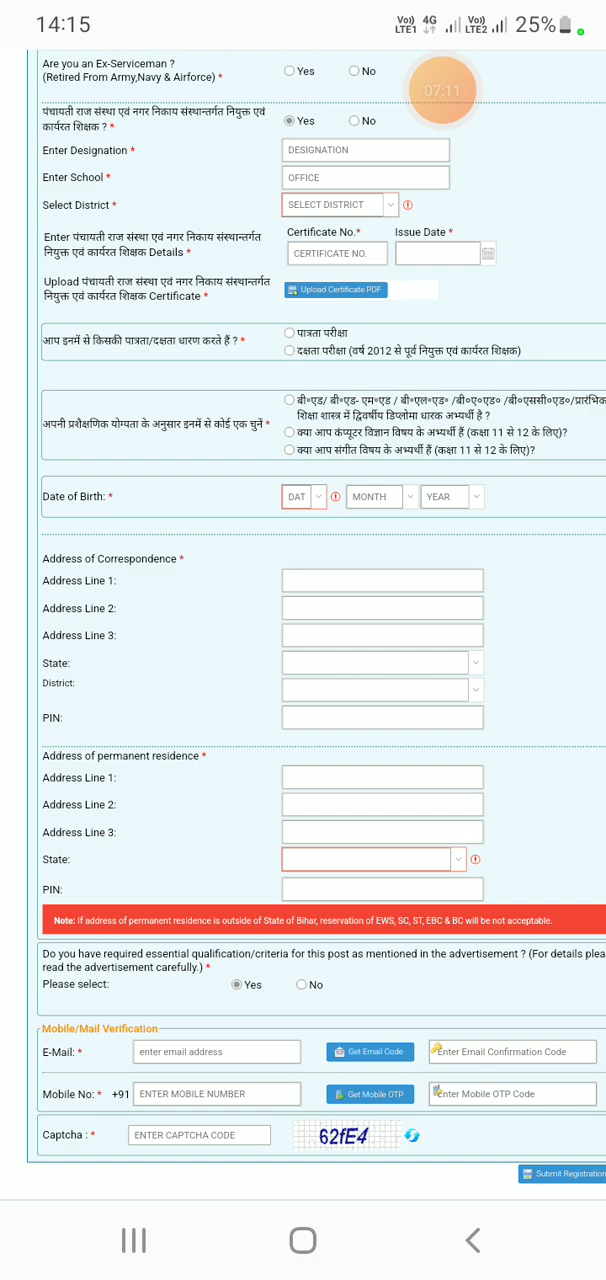 14:15
Vo)) 4G Vo))
LTE1 LTE2 25%
07:11
Are you an Ex-Serviceman ?
(Retired From Army,Navy & Airforce) *
Yes No
पंचायती राज संस्था एवं नगर निकाय संस्थान्तर्गत नियुक्त एवं
कार्यरत शिक्षक ? *
Yes No
Enter Designation * DESIGNATION
Enter School * OFFICE
Select District * SELECT DISTRICT
Certificate No.* Issue Date *
Enter पंचायती राज संस्था एवं नगर निकाय संस्थान्तर्गत
नियुक्त एवं कार्यरत शिक्षक Details *
CERTIFICATE NO.
Upload पंचायती राज संस्था एवं नगर निकाय संस्थान्तर्गत
नियुक्त एवं कार्यरत शिक्षक Certificate *
Upload Certificate PDF
आप इनमें से किसकी पात्रता/दक्षता धारण करते हैं ? *
पात्रता परीक्षा
दक्षता परीक्षा (वर्ष 2012 से पूर्व नियुक्त एवं कार्यरत शिक्षक)
अपनी प्रशैक्षणिक योग्यता के अनुसार इनमें से कोई एक चुनें *
बी०एड/ बी०एड- एम०एड / बी०एल०एड० /बी०ए०एड० /बी०एससी०एड०/प्रारंभिक
शिक्षा शास्त्र में द्विवर्षीय डिप्लोमा धारक अभ्यर्थी है ?
क्या आप कंप्यूटर विज्ञान विषय के अभ्यर्थी हैं (कक्षा 11 से 12 के लिए)?
क्या आप संगीत विषय के अभ्यर्थी हैं (कक्षा 11 से 12 के लिए)?
Date of Birth: * DAT MONTH YEAR
Address of Correspondence *
Address Line 1:
Address Line 2:
Address Line 3:
State:
District:
PIN:
Address of permanent residence *
Address Line 1:
Address Line 2:
Address Line 3:
State:
PIN:
Note: If address of permanent residence is outside of State of Bihar, reservation of EWS, SC, ST, EBC & BC will be not acceptable.
Do you have required essential qualification/criteria for this post as mentioned in the advertisement ? (For details plea
read the advertisement carefully.) *
Please select: Yes No
Mobile/Mail Verification
E-Mail: * enter email address Get Email Code Enter Email Confirmation Code
Mobile No: * +91 ENTER MOBILE NUMBER Get Mobile OTP Enter Mobile OTP Code
Captcha : * ENTER CAPTCHA CODE 62fE4
Submit Registration